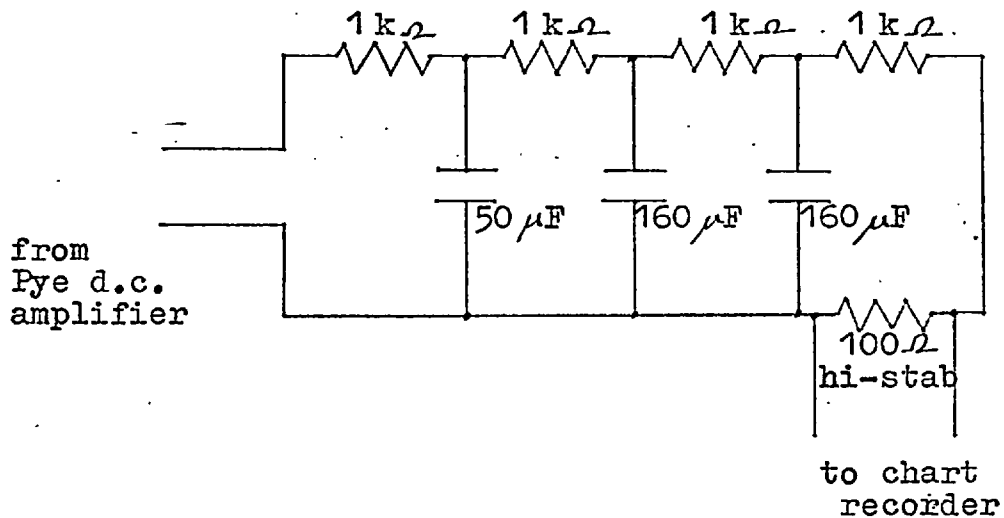 1 kΩ 1 kΩ 1 kΩ 1 kΩ
50 µF 160 µF 160 µF
from
Pye d.c.
amplifier
100Ω
hi-stab
to chart
recorder